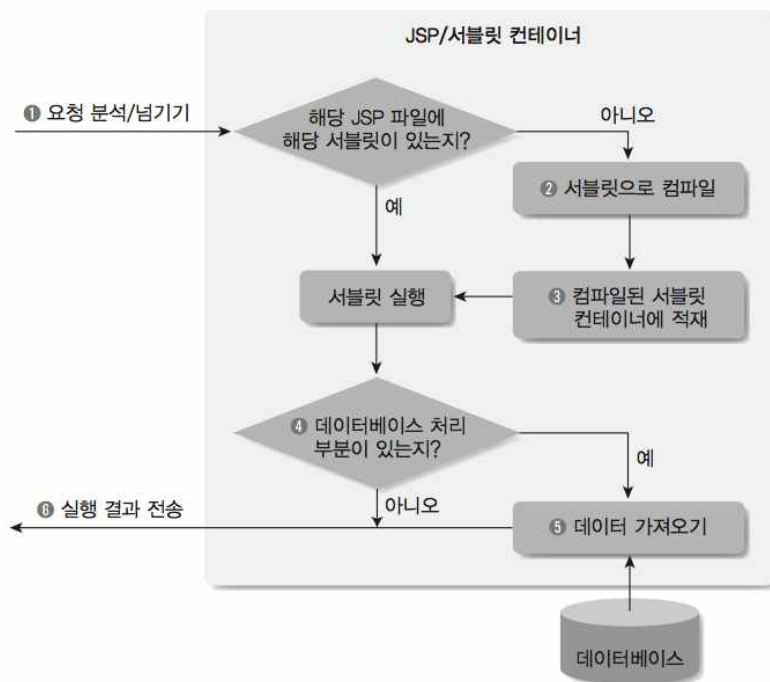 JSP/서블릿 컨테이너
❶ 요청 분석/넘기기
해당 JSP 파일에
해당 서블릿이 있는지?
아니오
예
❷ 서블릿으로 컴파일
서블릿 실행
❸ 컴파일된 서블릿
컨테이너에 적재
❹ 데이터베이스 처리
부분이 있는지?
예
아니오
❻ 실행 결과 전송
❺ 데이터 가져오기
데이터베이스